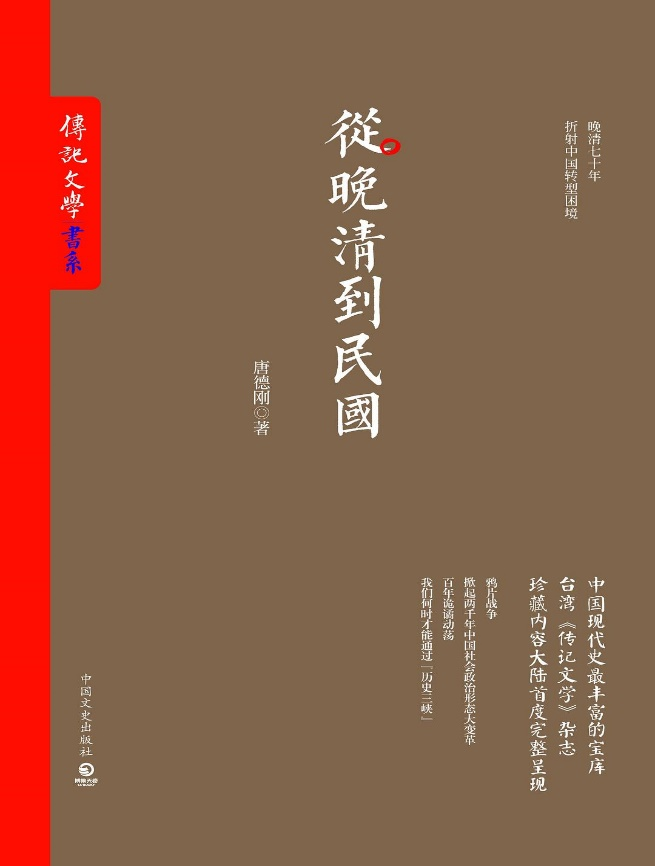 晚清七十年
折射中国转型困境
從晚清到民國
唐德刚◎著
傳記文學書系
中国现代史最丰富的宝库
台湾《传记文学》杂志
珍藏内容大陆首度完整呈现
鸦片战争
掀起两千年中国社会政治形态大变革
百年诡谲动荡
我们何时才能通过「历史三峡」
中国文史出版社